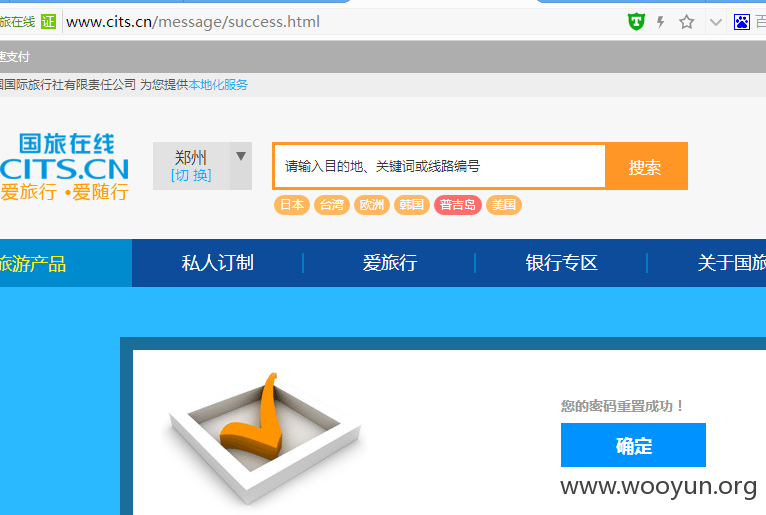 旅在线 证 www.cits.cn/message/success.html 百
速支付
国国际旅行社有限责任公司 为您提供本地化服务
国旅在线
CITS.CN
爱旅行·爱随行
郑州
[切 换]
请输入目的地、关键词或线路编号
搜索
日本 台湾 欧洲 韩国 普吉岛 美国
旅游产品 私人订制 爱旅行 银行专区 关于国旅
您的密码重置成功！
确定
www.wooyun.org